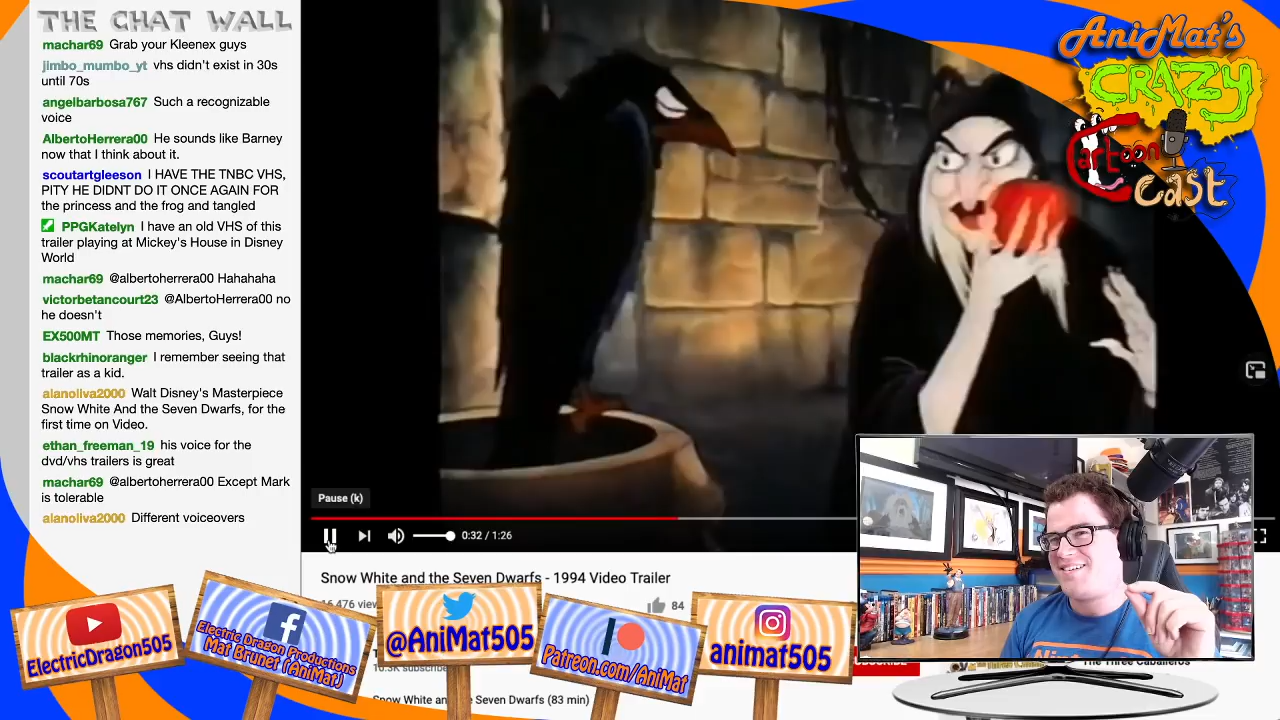 THE CHAT WALL
machar69 Grab your Kleenex guys
jimbo_mumbo_yt vhs didn't exist in 30s
until 70s
angelbarbosa767 Such a recognizable
voice
AlbertoHerrera00 He sounds like Barney
now that I think about it.
scoutartgleeson I HAVE THE TNBC VHS,
PITY HE DIDNT DO IT ONCE AGAIN FOR
the princess and the frog and tangled
PPGKatelyn I have an old VHS of this
trailer playing at Mickey's House in Disney
World
machar69 @albertoherrera00 Hahahaha
victorbetancourt23 @AlbertoHerrera00 no
he doesn't
EX500MT Those memories, Guys!
blackrhinoranger I remember seeing that
trailer as a kid.
alanoliva2000 Walt Disney's Masterpiece
Snow White And the Seven Dwarfs, for the
first time on Video.
ethan_freeman_19 his voice for the
dvd/vhs trailers is great
machar69 @albertoherrera00 Except Mark
is tolerable
alanoliva2000 Different voiceovers
AniMat's
CRAZY
Cartoon
Cast
Pause (k)
0:32 / 1:26
Snow White and the Seven Dwarfs - 1994 Video Trailer
16,476
84
ElectricDragon505
Electric Dragon Productions
Mat Brunet (AniMat)
@AniMat505
Patreon.com/AniMat
animat505
The Three Caballeros
Snow White and the Seven Dwarfs (83 min)